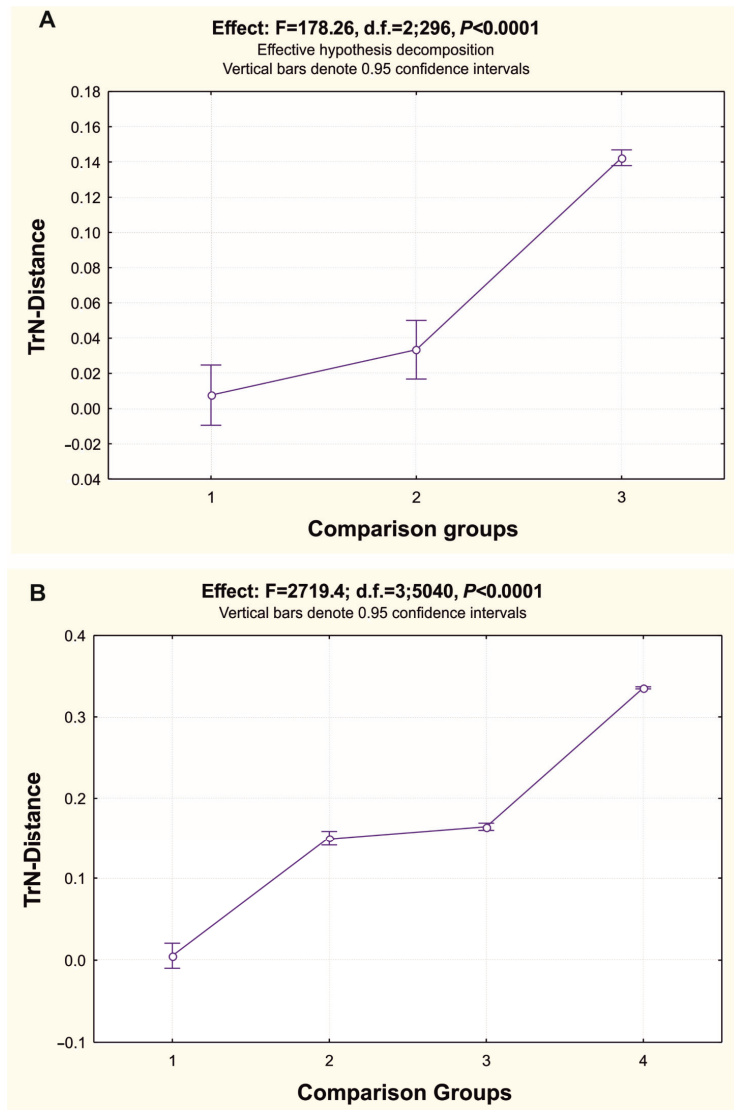 A
Effect: F=178.26, d.f.=2;296, P<0.0001
Effective hypothesis decomposition
Vertical bars denote 0.95 confidence intervals
TrN-Distance
0.18
0.16
0.14
0.12
0.10
0.08
0.06
0.04
0.02
0.00
–0.02
0.04
1 2 3
Comparison groups
B
Effect: F=2719.4; d.f.=3;5040, P<0.0001
Vertical bars denote 0.95 confidence intervals
TrN-Distance
0.4
0.3
0.2
0.1
0.0
–0.1
1 2 3 4
Comparison Groups